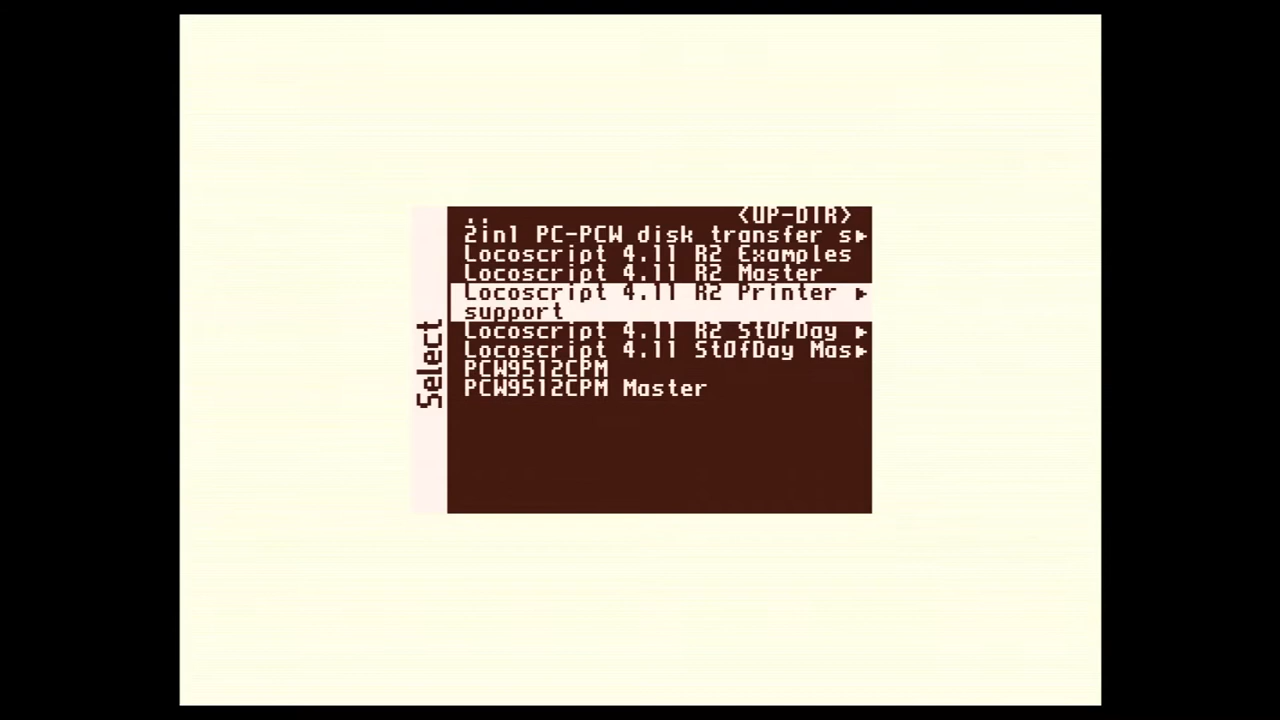 Select
.. <UP-DIR>
2in1 PC-PCW disk transfer s▶
Locoscript 4.11 R2 Examples
Locoscript 4.11 R2 Master
Locoscript 4.11 R2 Printer ▶
support
Locoscript 4.11 R2 StOfDay ▶
Locoscript 4.11 StOfDay Mas▶
PCW9512CPM
PCW9512CPM Master